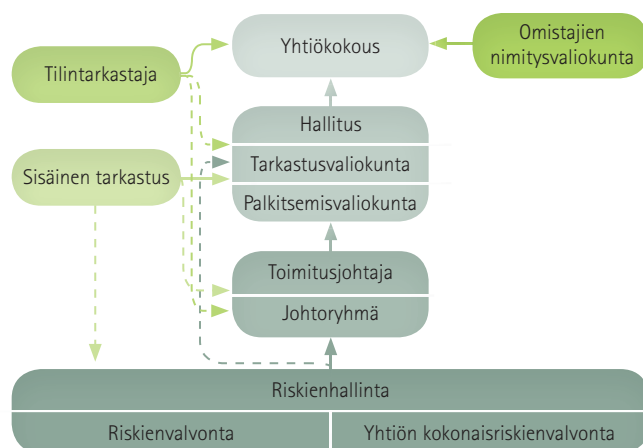 Yhtiökokous
Omistajien
nimitysvaliokunta
Tilintarkastaja
Hallitus
Tarkastusvaliokunta
Sisäinen tarkastus
Palkitsemisvaliokunta
Toimitusjohtaja
Johtoryhmä
Riskienhallinta
Riskienvalvonta
Yhtiön kokonaisriskienvalvonta